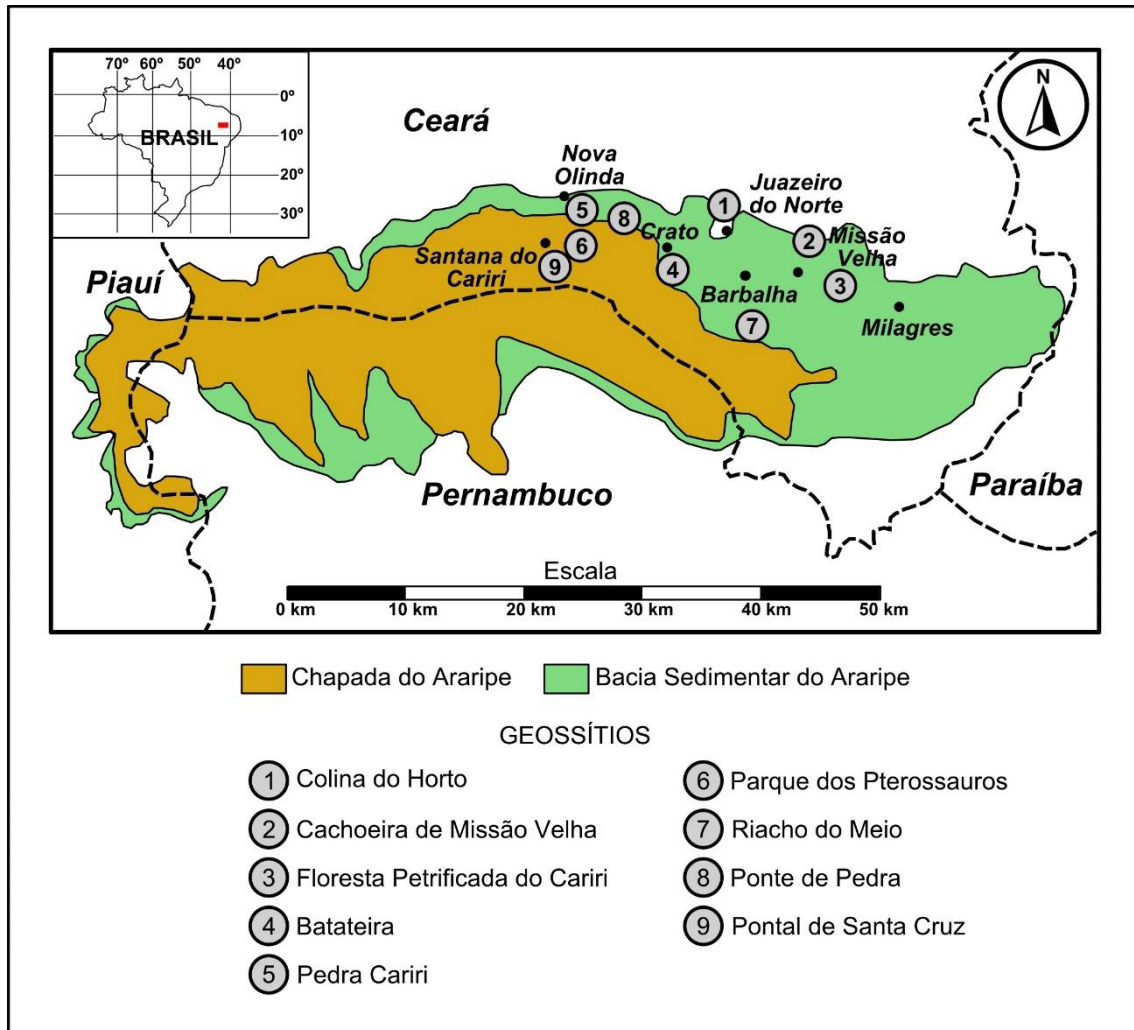 70º 60º 50º 40º
0º
10º
20º
30º
BRASIL
N
Ceará
Nova
Olinda
Juazeiro
do Norte
1
5
8
2
Missão
Velha
Crato
6
Santana do
Cariri
9
4
3
Piauí
Barbalha
7
Milagres
Pernambuco
Paraíba
Escala
0 km 10 km 20 km 30 km 40 km 50 km
Chapada do Araripe
Bacia Sedimentar do Araripe
GEOSSÍTIOS
1 Colina do Horto
2 Cachoeira de Missão Velha
3 Floresta Petrificada do Cariri
4 Batateira
5 Pedra Cariri
6 Parque dos Pterossauros
7 Riacho do Meio
8 Ponte de Pedra
9 Pontal de Santa Cruz